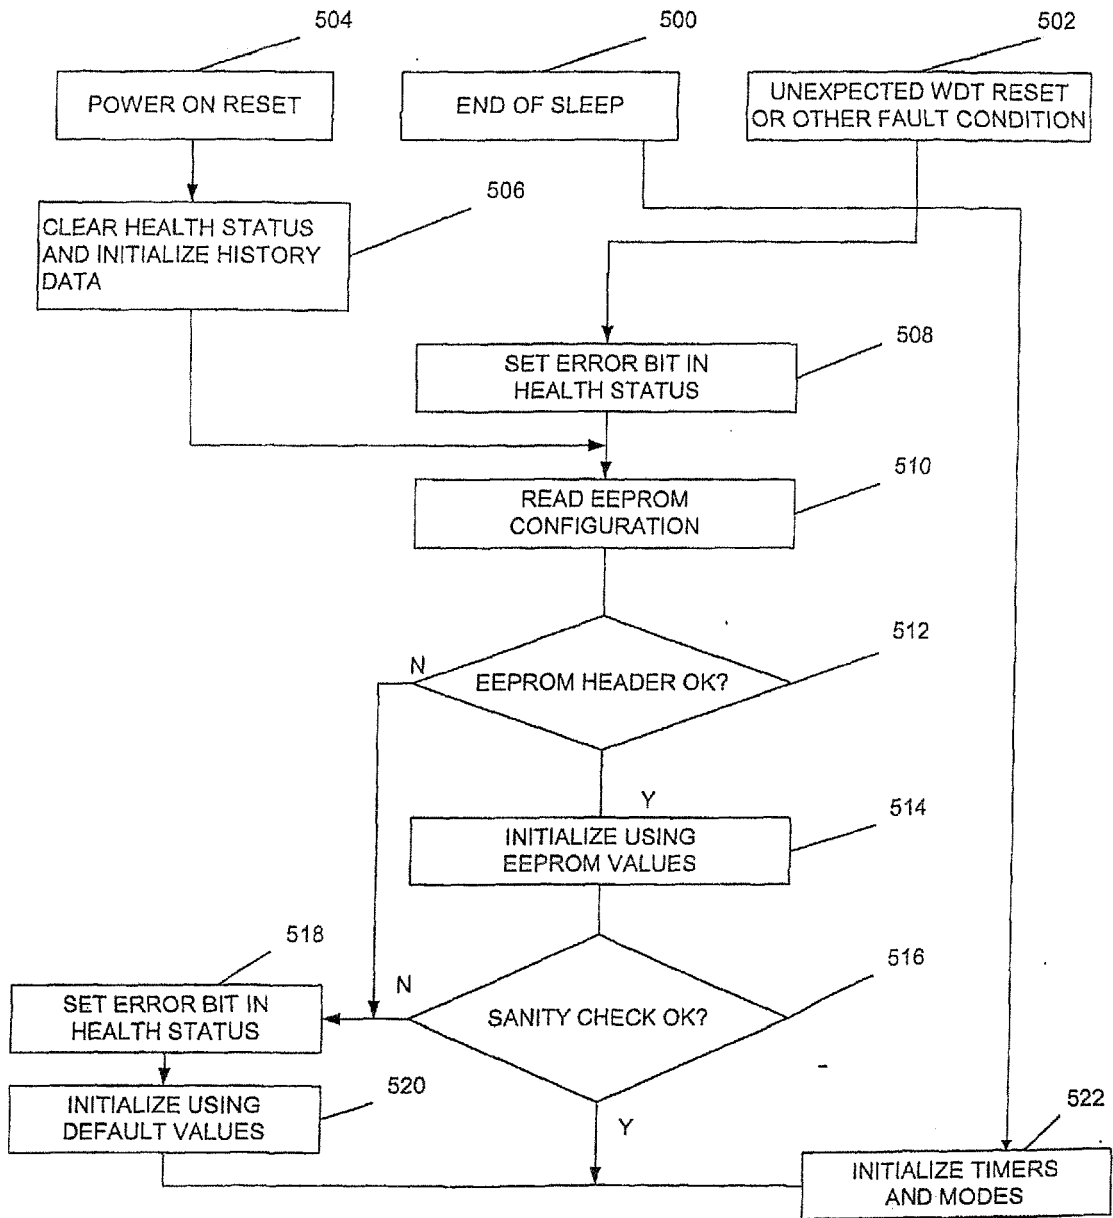 504
500
502
POWER ON RESET
END OF SLEEP
UNEXPECTED WDT RESET
OR OTHER FAULT CONDITION
506
CLEAR HEALTH STATUS
AND INITIALIZE HISTORY
DATA
508
SET ERROR BIT IN
HEALTH STATUS
510
READ EEPROM
CONFIGURATION
512
N
EEPROM HEADER OK?
Y
514
INITIALIZE USING
EEPROM VALUES
518
516
N
SET ERROR BIT IN
HEALTH STATUS
SANITY CHECK OK?
520
INITIALIZE USING
DEFAULT VALUES
Y
522
INITIALIZE TIMERS
AND MODES